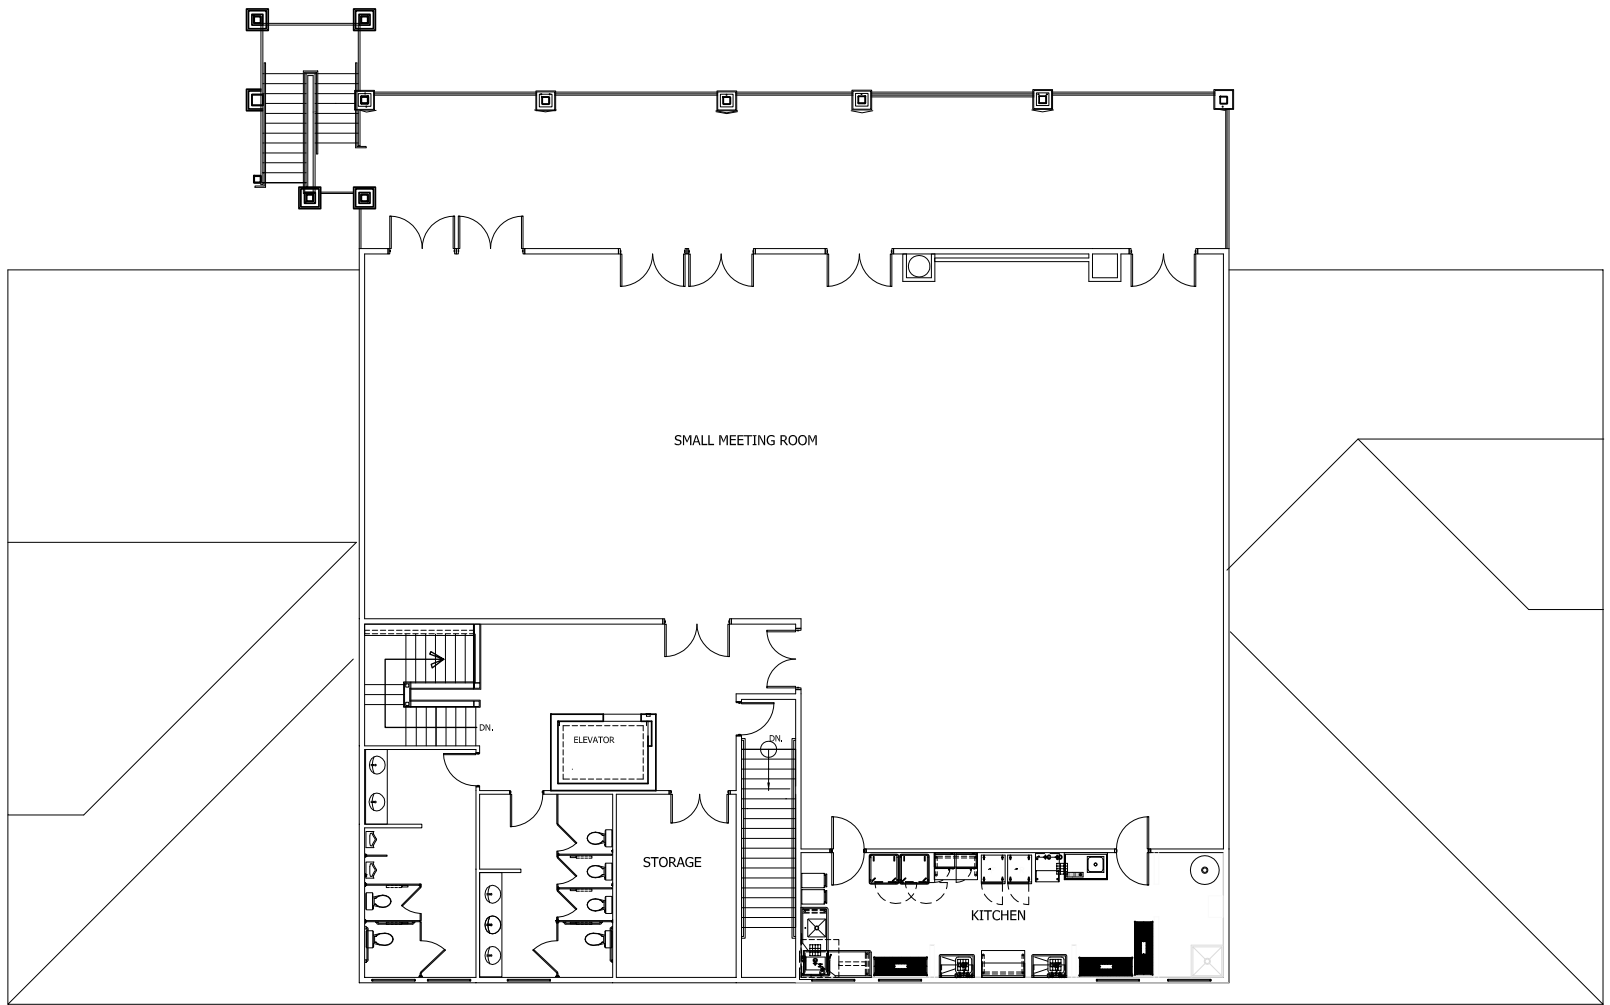 SMALL MEETING ROOM
DN.
ELEVATOR
DN.
STORAGE
KITCHEN